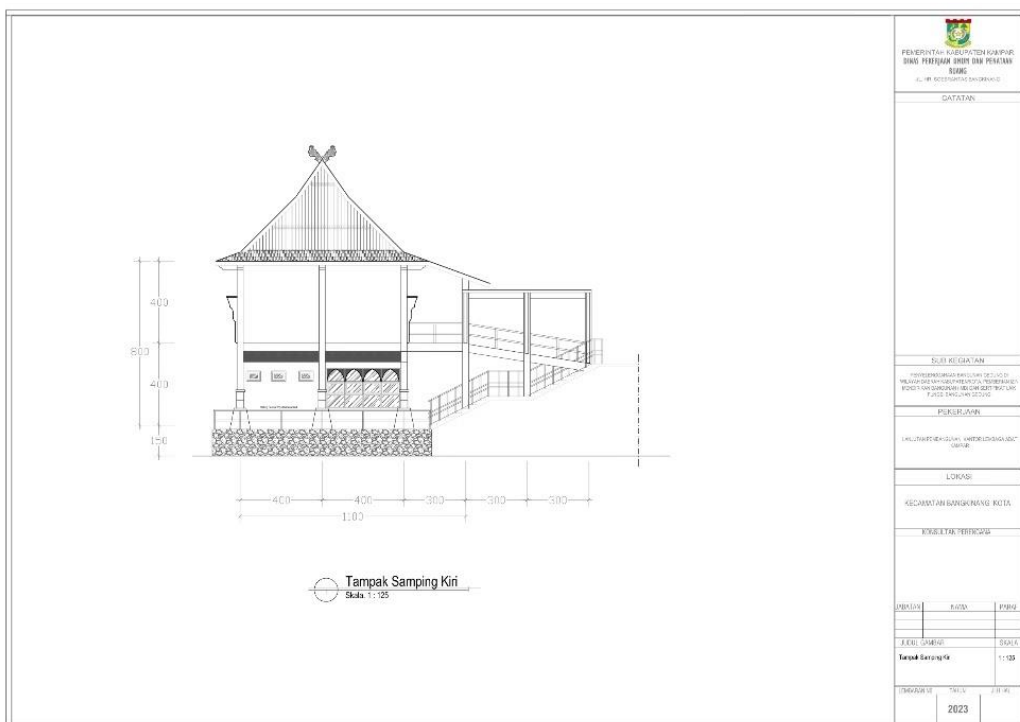 400
800
400
150
400
400
300
300
300
1100
Tampak Samping Kiri
Skala. 1 : 125
PEMERINTAH KABUPATEN KAMPAR
DINAS PEKERJAAN UMUM DAN PENATAAN
RUANG
CATATAN
SUB KEGIATAN
PEKERJAAN
LOKASI
KECAMATAN BANGKINANG KOTA
KONSULTAN PERENCANA
JABATAN NAMA PARAF
JUDUL GAMBAR SKALA
Tampak Samping Kiri 1 : 125
TAHUN
2023